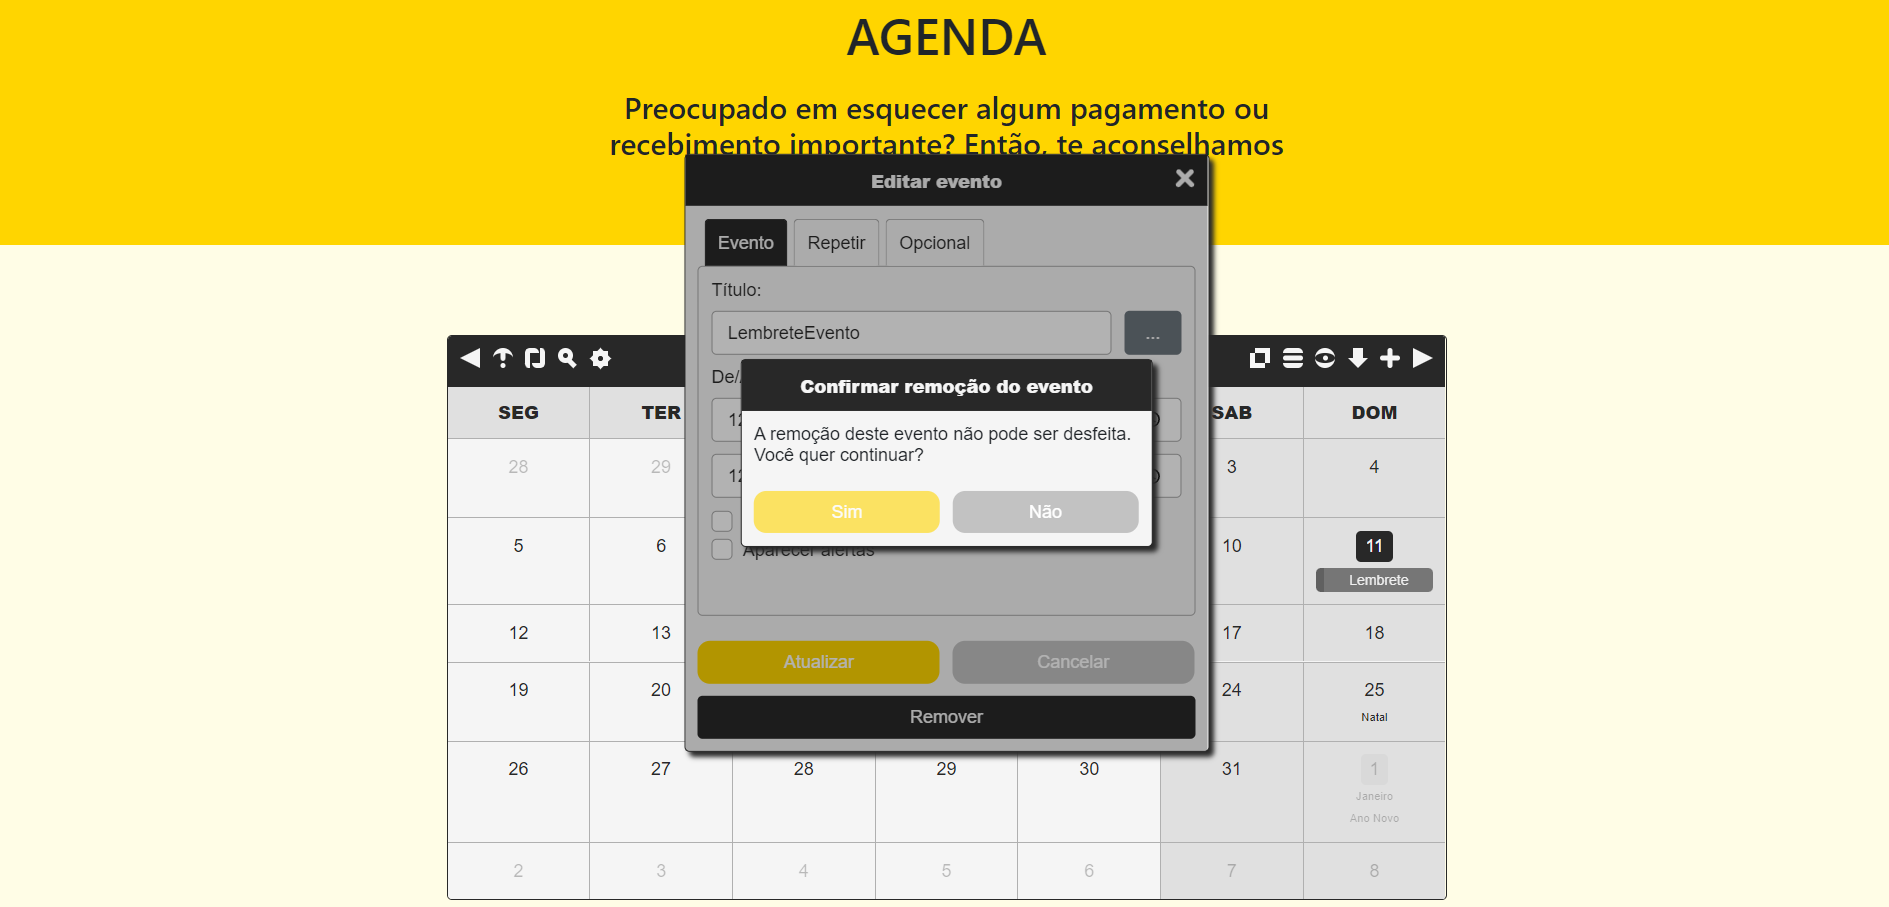 AGENDA
Preocupado em esquecer algum pagamento ou
recebimento importante? Então, te aconselhamos
Editar evento
Evento Repetir Opcional
Título:
LembreteEvento ...
De/
Confirmar remoção do evento
A remoção deste evento não pode ser desfeita.
Você quer continuar?
Sim Não
Aparecer alertas
Atualizar Cancelar
Remover
SEG TER SAB DOM
28 29 3 4
5 6 10 11
Lembrete
12 13 17 18
19 20 24 25
Natal
26 27 28 29 30 31 1
Janeiro
Ano Novo
2 3 4 5 6 7 8